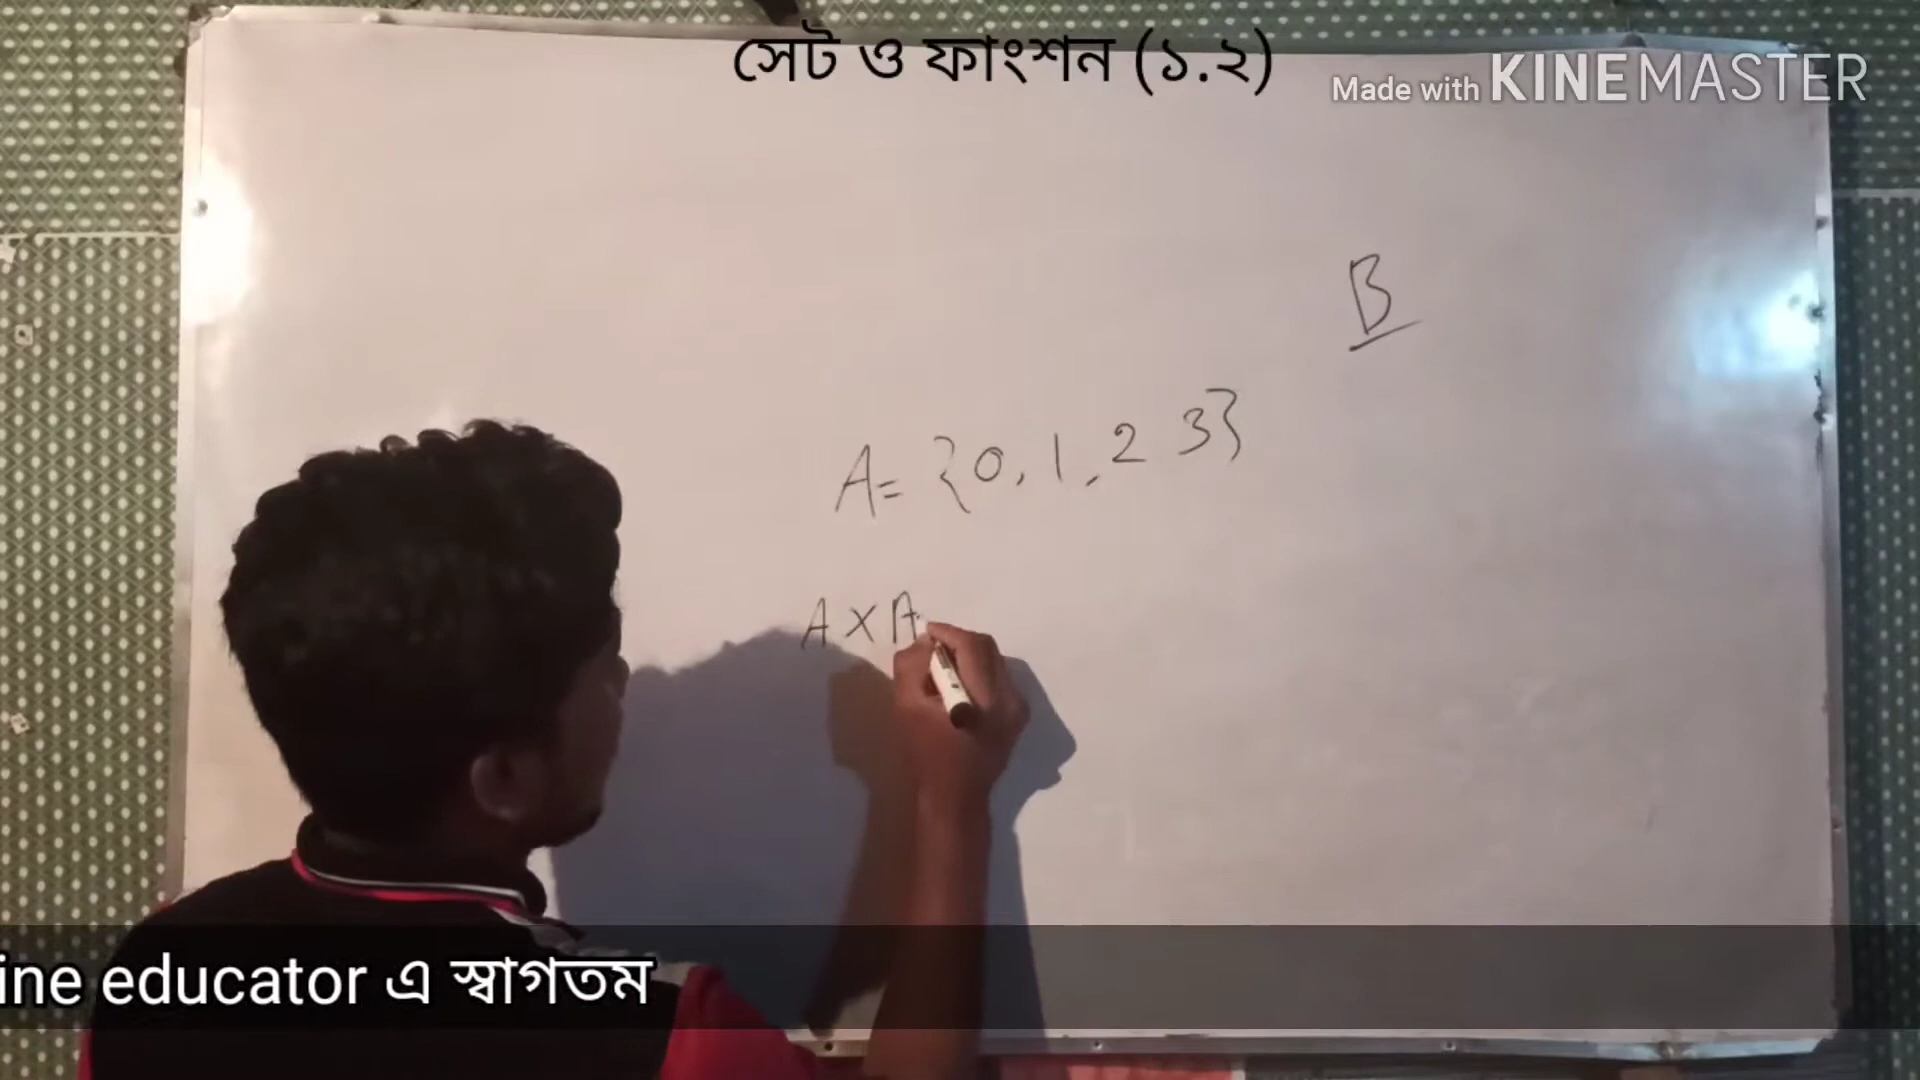 সেট ও ফাংশন (১.২)
Made with KINEMASTER
B
A= {0, 1, 2 3}
A × A
ine educator এ স্বাগতম